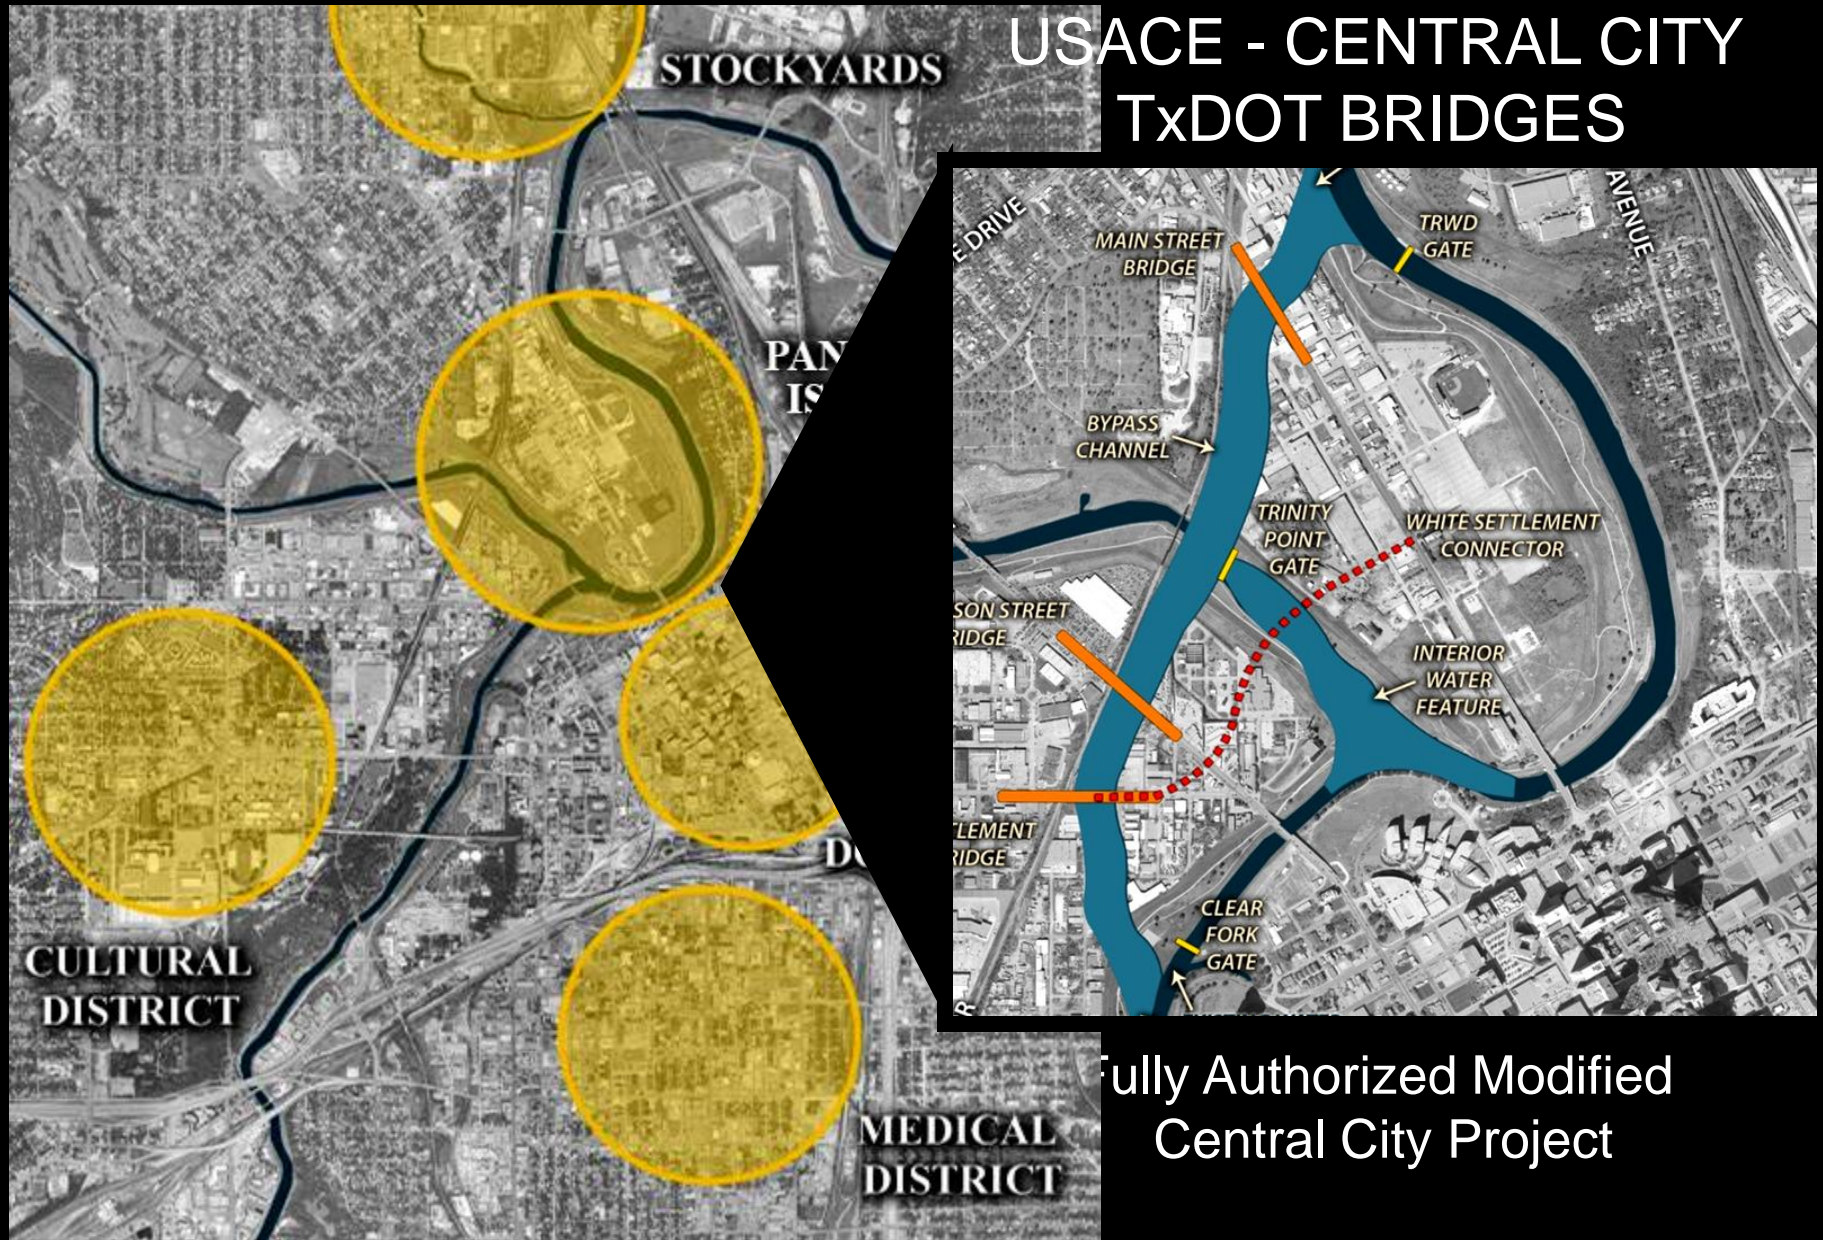 USACE - CENTRAL CITY
TxDOT BRIDGES
STOCKYARDS
PAN
IS
CULTURAL
DISTRICT
MEDICAL
DISTRICT
E DRIVE
MAIN STREET
BRIDGE
TRWD
GATE
AVENUE
BYPASS
CHANNEL
TRINITY
POINT
GATE
WHITE SETTLEMENT
CONNECTOR
SON STREET
RIDGE
INTERIOR
WATER
FEATURE
TLEMENT
RIDGE
CLEAR
FORK
GATE
Fully Authorized Modified
Central City Project